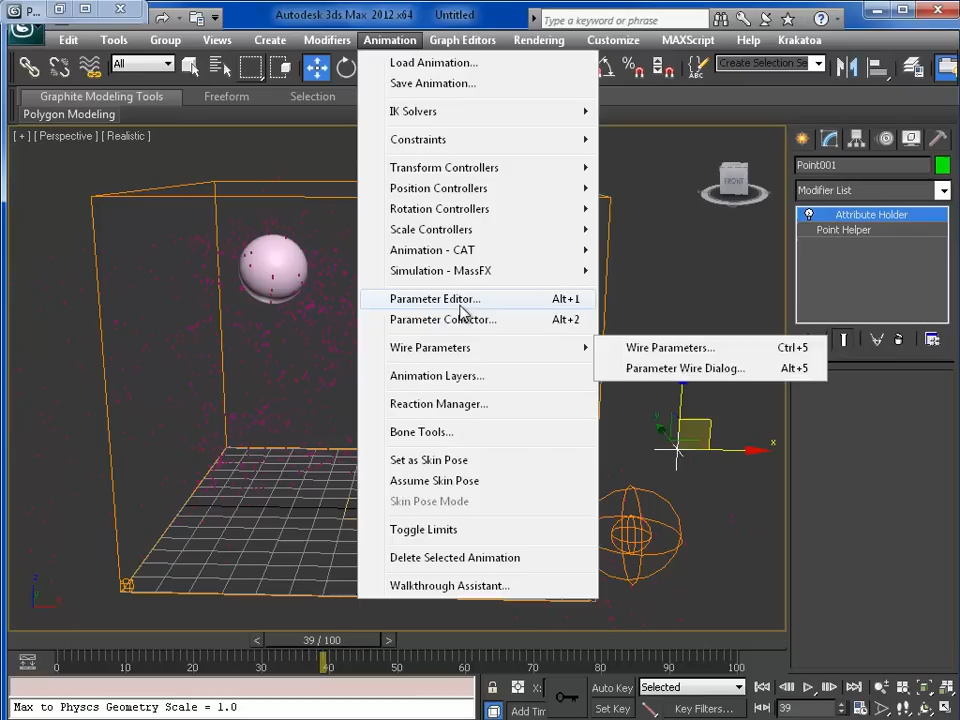 P...
Autodesk 3ds Max 2012 x64
Untitled
Type a keyword or phrase
Edit
Tools
Group
Views
Create
Modifiers
Animation
Graph Editors
Rendering
Customize
MAXScript
Help
Krakatoa
All
Create Selection Se
Graphite Modeling Tools
Freeform
Selection
Polygon Modeling
[ + ] [ Perspective ] [ Realistic ]
FRONT
Load Animation...
Save Animation...
IK Solvers
Constraints
Transform Controllers
Position Controllers
Rotation Controllers
Scale Controllers
Animation - CAT
Simulation - MassFX
Parameter Editor... Alt+1
Parameter Collector... Alt+2
Wire Parameters
Animation Layers...
Reaction Manager...
Bone Tools...
Set as Skin Pose
Assume Skin Pose
Skin Pose Mode
Toggle Limits
Delete Selected Animation
Walkthrough Assistant...
Wire Parameters... Ctrl+5
Parameter Wire Dialog... Alt+5
Point001
Modifier List
Attribute Holder
Point Helper
x
y
z
x
< 39 / 100 >
0 10 20 30 40 50 60 70 80 90 100
Max to Physcs Geometry Scale = 1.0
X:
Add Tim
Auto Key
Selected
Set Key
Key Filters...
39